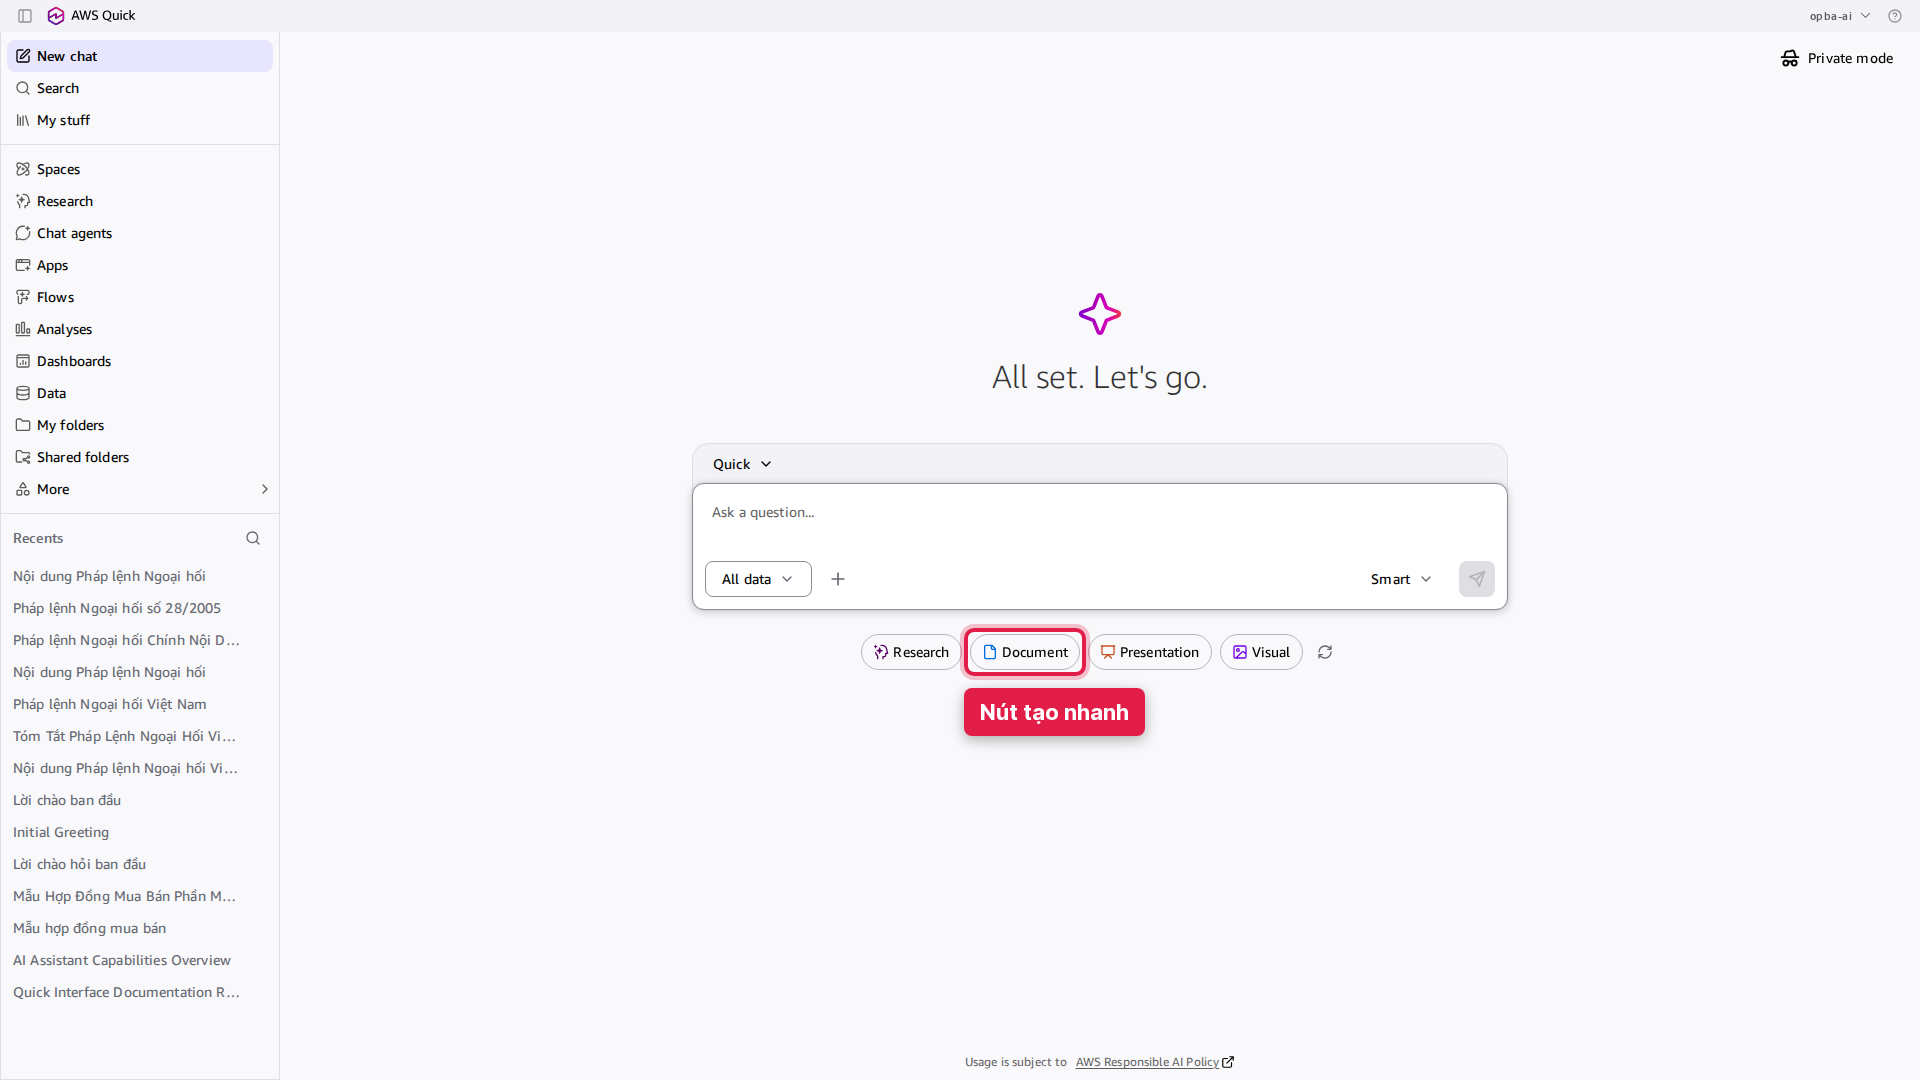 AWS Quick
opba-ai
New chat
Search
My stuff
Spaces
Research
Chat agents
Apps
Flows
Analyses
Dashboards
Data
My folders
Shared folders
More
Recents
Nội dung Pháp lệnh Ngoại hối
Pháp lệnh Ngoại hối số 28/2005
Pháp lệnh Ngoại hối Chính Nội D...
Nội dung Pháp lệnh Ngoại hối
Pháp lệnh Ngoại hối Việt Nam
Tóm Tắt Pháp Lệnh Ngoại Hối Vi...
Nội dung Pháp lệnh Ngoại hối Vi...
Lời chào ban đầu
Initial Greeting
Lời chào hỏi ban đầu
Mẫu Hợp Đồng Mua Bán Phần M...
Mẫu hợp đồng mua bán
AI Assistant Capabilities Overview
Quick Interface Documentation R...
Private mode
All set. Let's go.
Quick
Ask a question...
All data
Smart
Research
Document
Presentation
Visual
Nút tạo nhanh
Usage is subject to AWS Responsible AI Policy